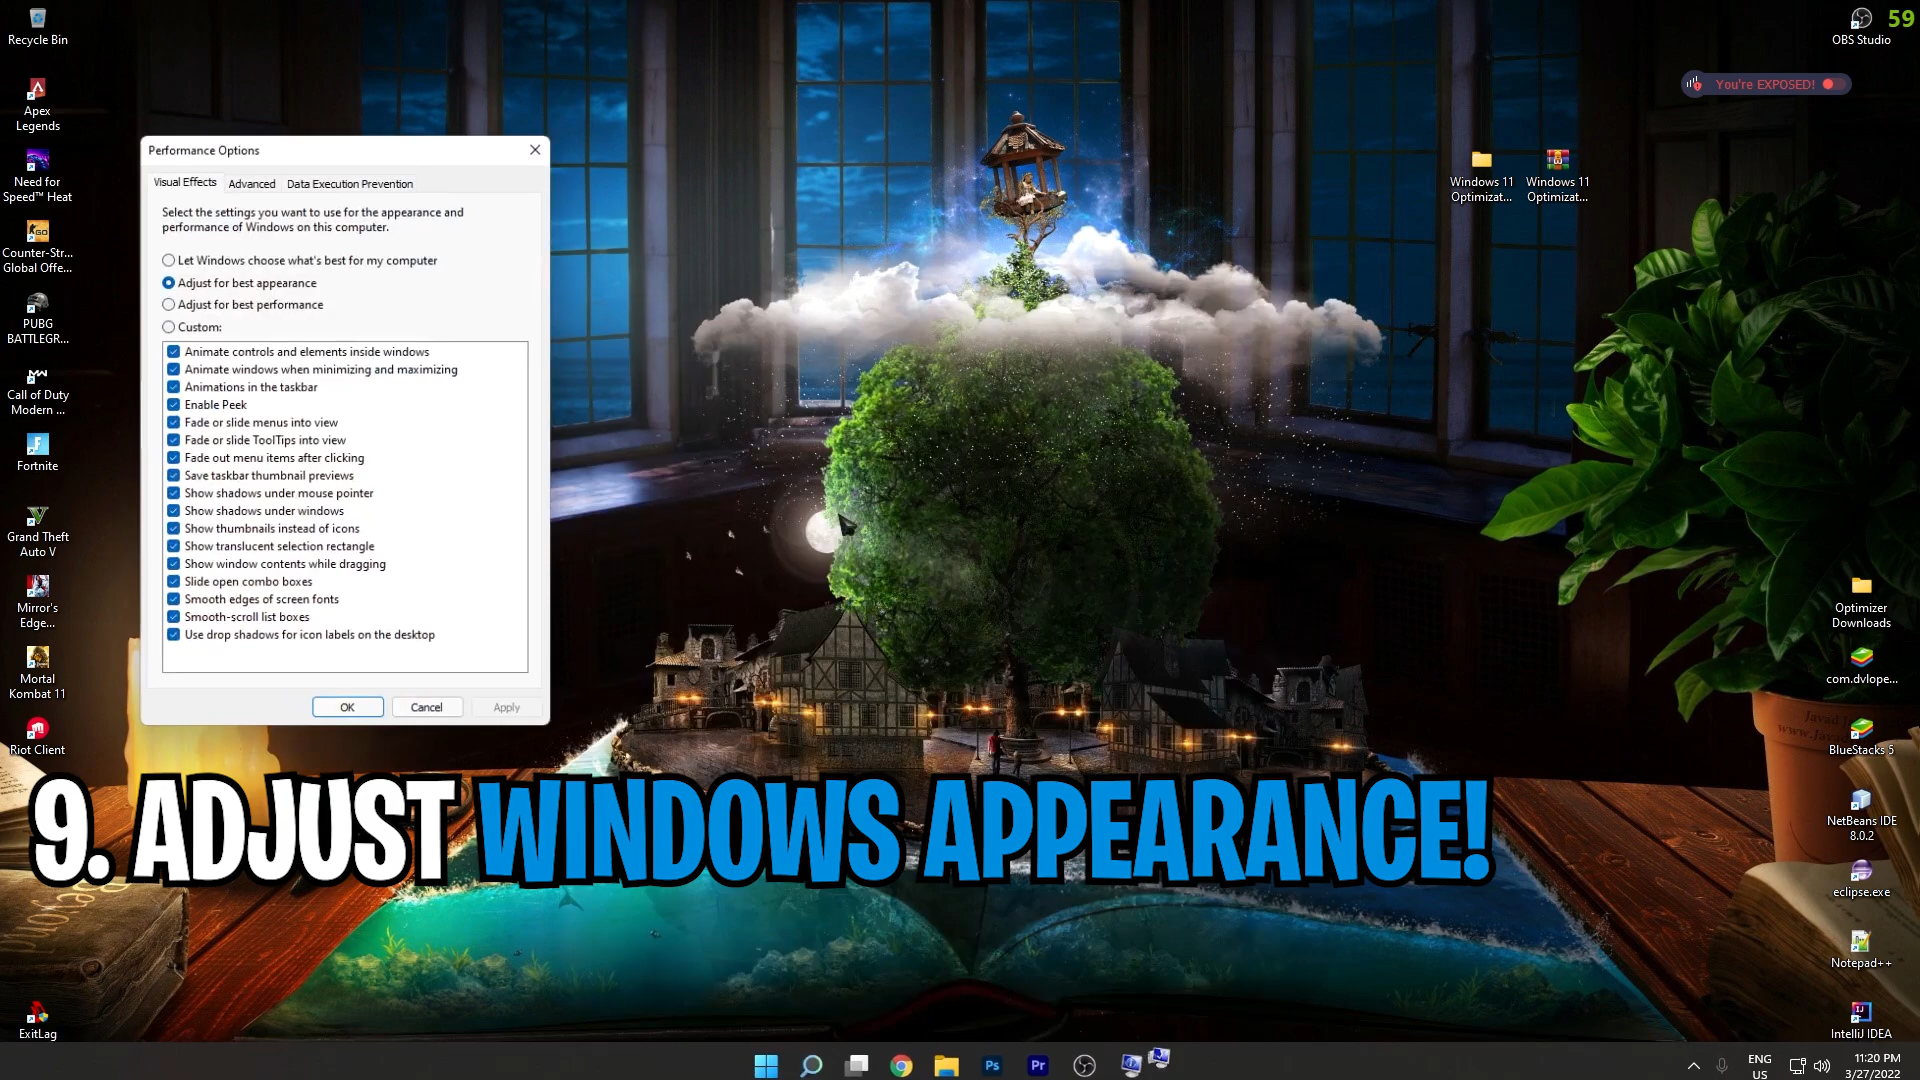 Recycle Bin
Apex
Legends
Need for
Speed™ Heat
Counter-Str...
Global Offe...
PUBG
BATTLEGR...
Call of Duty
Modern ...
Fortnite
Grand Theft
Auto V
Mirror's
Edge...
Mortal
Kombat 11
Riot Client
ExitLag
Performance Options
Visual Effects
Advanced
Data Execution Prevention
Select the settings you want to use for the appearance and
performance of Windows on this computer.
Let Windows choose what's best for my computer
Adjust for best appearance
Adjust for best performance
Custom:
Animate controls and elements inside windows
Animate windows when minimizing and maximizing
Animations in the taskbar
Enable Peek
Fade or slide menus into view
Fade or slide ToolTips into view
Fade out menu items after clicking
Save taskbar thumbnail previews
Show shadows under mouse pointer
Show shadows under windows
Show thumbnails instead of icons
Show translucent selection rectangle
Show window contents while dragging
Slide open combo boxes
Smooth edges of screen fonts
Smooth-scroll list boxes
Use drop shadows for icon labels on the desktop
OK
Cancel
Apply
9. ADJUST WINDOWS APPEARANCE!
59
OBS Studio
You're EXPOSED!
Windows 11
Optimizat...
Windows 11
Optimizat...
Optimizer
Downloads
com.dvlope...
BlueStacks 5
NetBeans IDE
8.0.2
eclipse.exe
Notepad++
IntelliJ IDEA
Ps
Pr
ENG
US
11:20 PM
3/27/2022